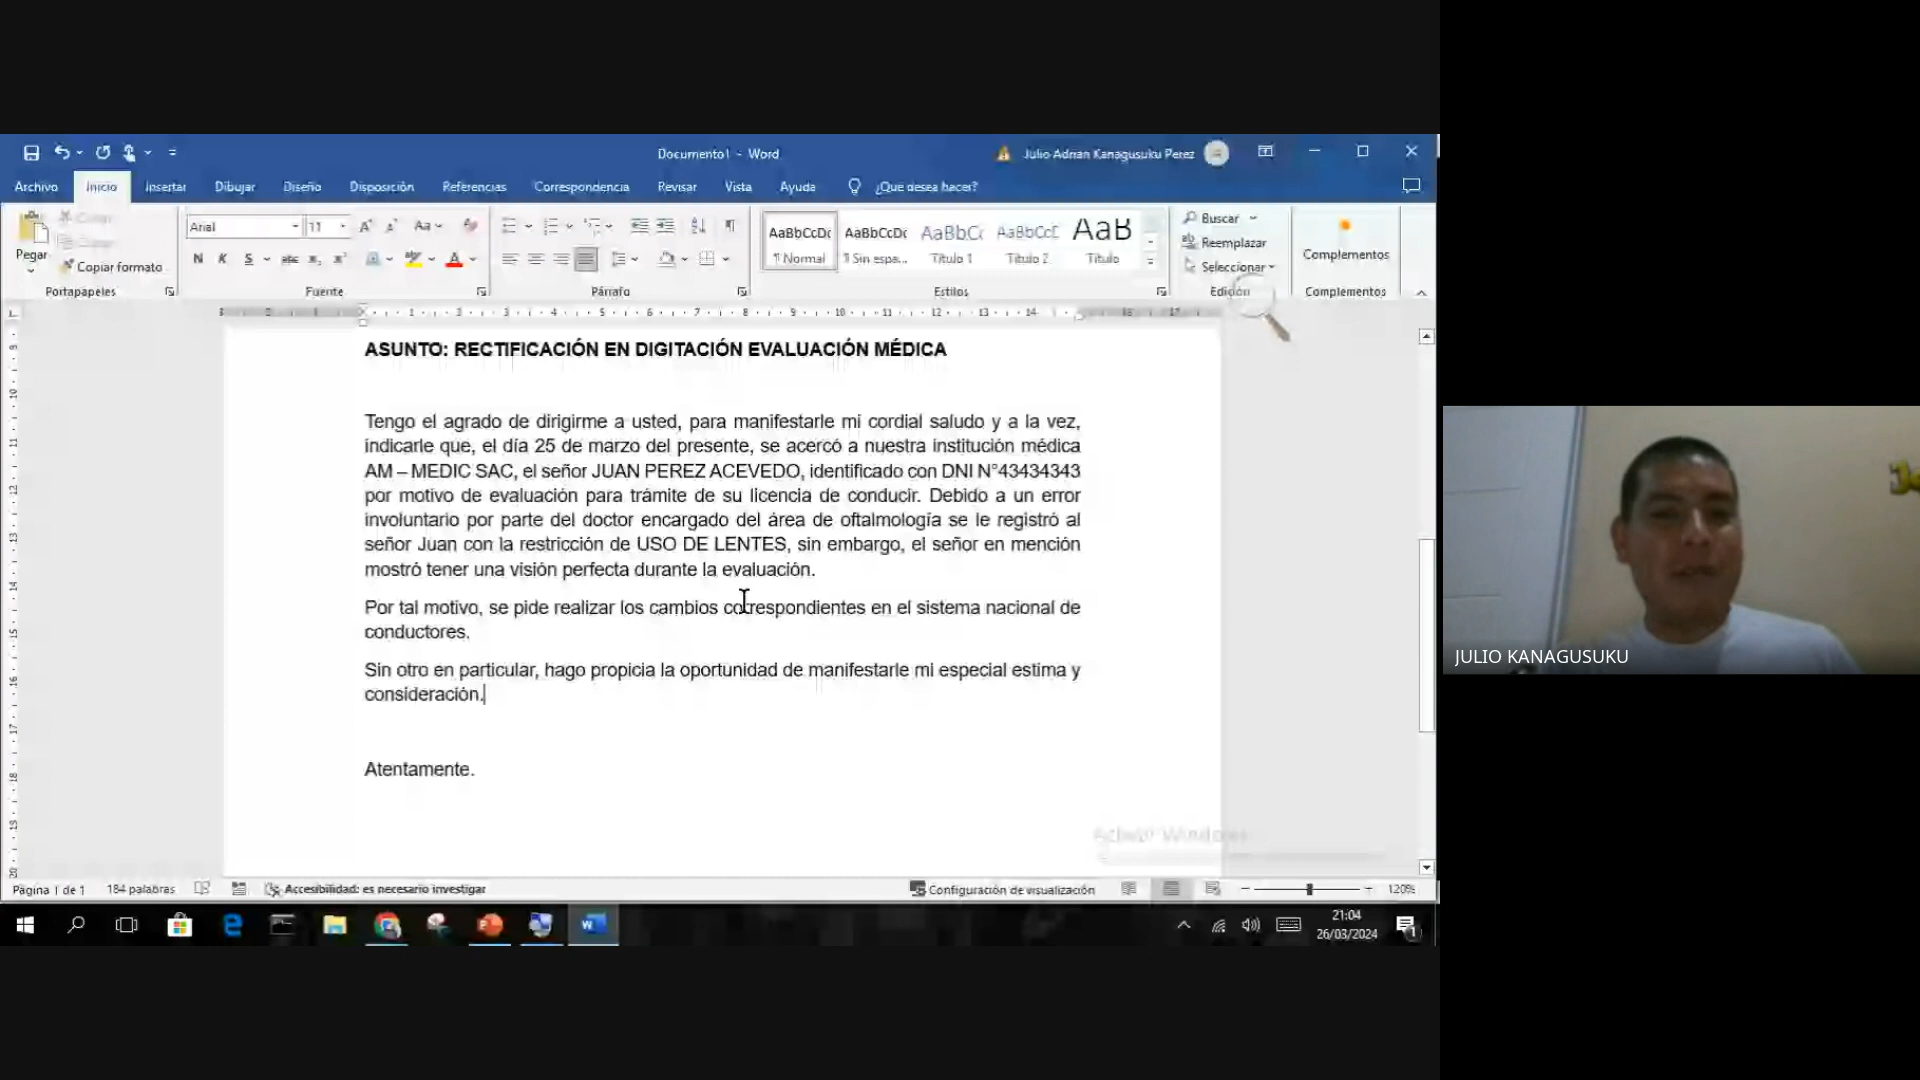 Documento1 - Word
Julio Adrian Kanagusuku Perez
Archivo Inicio Insertar Dibujar Diseño Disposición Referencias Correspondencia Revisar Vista Ayuda ¿Qué desea hacer?
Pegar
Copiar formato
Portapapeles
Arial 11
N K S abc
Fuente
Párrafo
AaBbCcDc AaBbCcDc AaBbCc AaBbCcD AaB
¶ Normal ¶ Sin espa... Título 1 Título 2 Título
Estilos
Buscar
Reemplazar
Seleccionar
Edición
Complementos
Complementos
ASUNTO: RECTIFICACIÓN EN DIGITACIÓN EVALUACIÓN MÉDICA
Tengo el agrado de dirigirme a usted, para manifestarle mi cordial saludo y a la vez,
indicarle que, el día 25 de marzo del presente, se acercó a nuestra institución médica
AM – MEDIC SAC, el señor JUAN PEREZ ACEVEDO, identificado con DNI N°43434343
por motivo de evaluación para trámite de su licencia de conducir. Debido a un error
involuntario por parte del doctor encargado del área de oftalmología se le registró al
señor Juan con la restricción de USO DE LENTES, sin embargo, el señor en mención
mostró tener una visión perfecta durante la evaluación.
Por tal motivo, se pide realizar los cambios correspondientes en el sistema nacional de
conductores.
Sin otro en particular, hago propicia la oportunidad de manifestarle mi especial estima y
consideración.
Atentamente.
Activar Windows
Página 1 de 1 184 palabras Accesibilidad: es necesario investigar Configuración de visualización 120%
21:04
26/03/2024
JULIO KANAGUSUKU